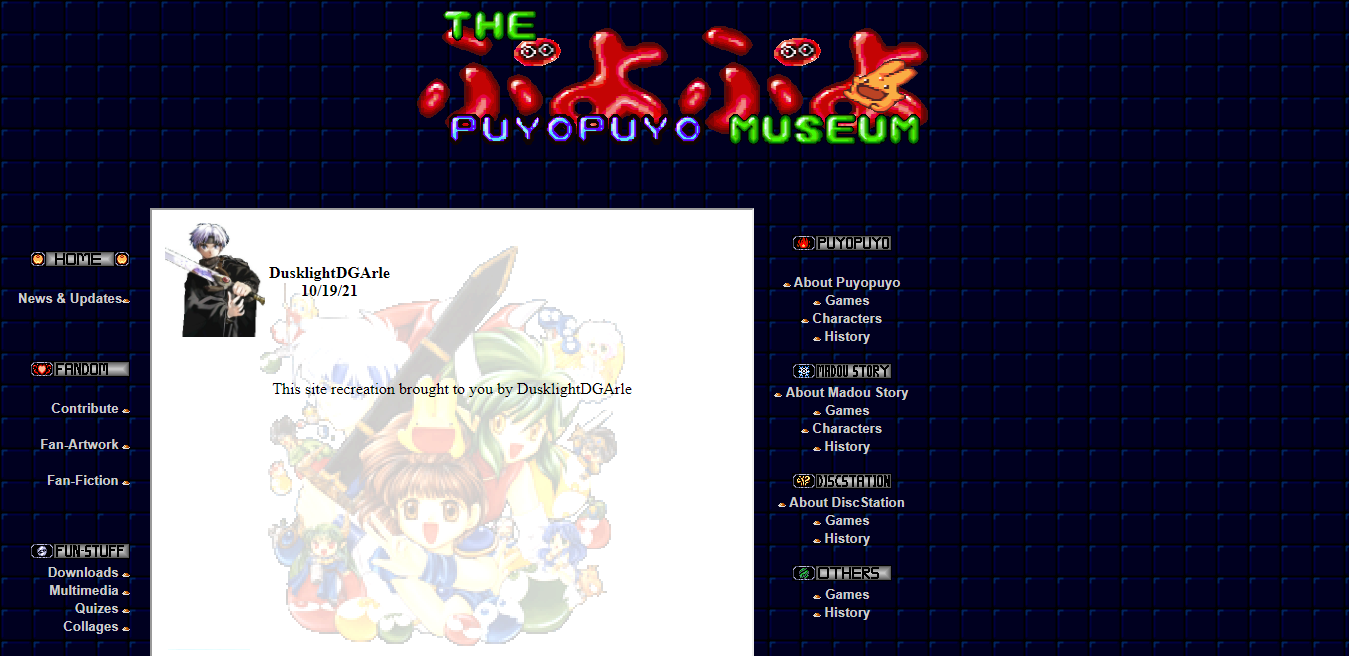 THE
ぷよぷよ
PUYOPUYO MUSEUM
HOME
News & Updates
FANDOM
Contribute
Fan-Artwork
Fan-Fiction
FUN-STUFF
Downloads
Multimedia
Quizes
Collages
DusklightDGArle
10/19/21
This site recreation brought to you by DusklightDGArle
PUYOPUYO
About Puyopuyo
Games
Characters
History
MADOU STORY
About Madou Story
Games
Characters
History
DISCSTATION
About DiscStation
Games
History
OTHERS
Games
History